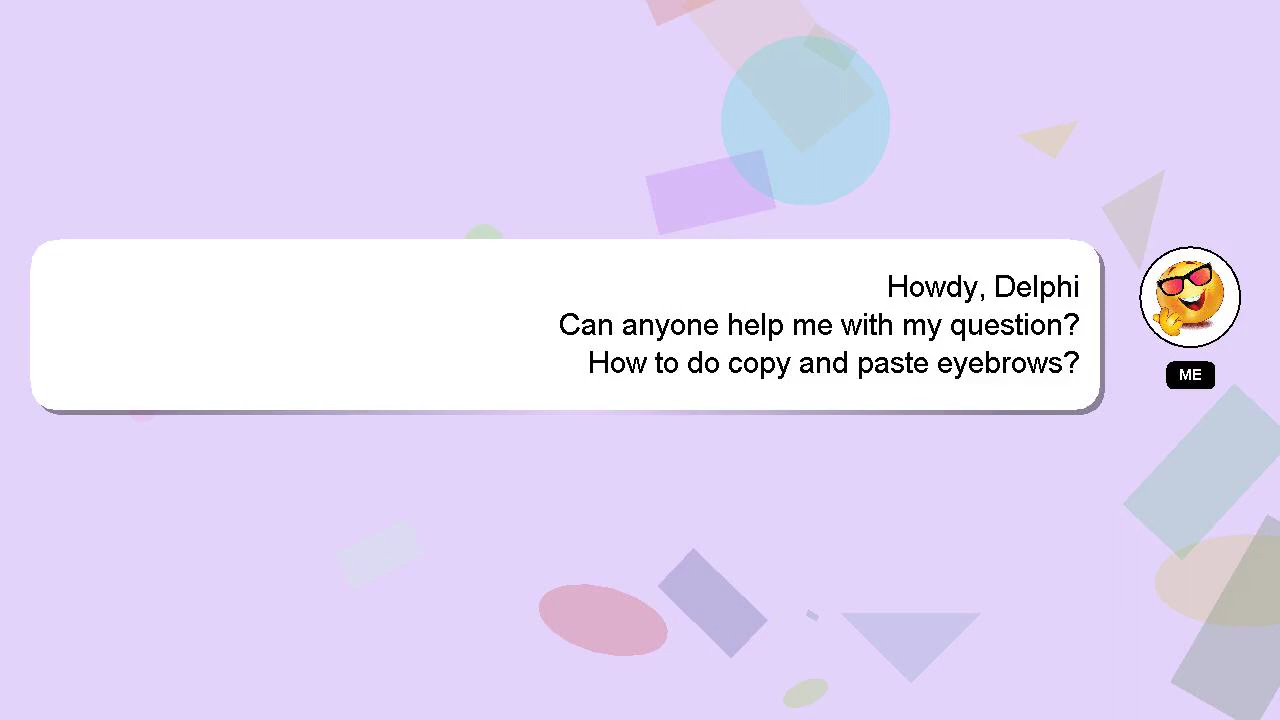 Howdy, Delphi
Can anyone help me with my question?
How to do copy and paste eyebrows?
ME